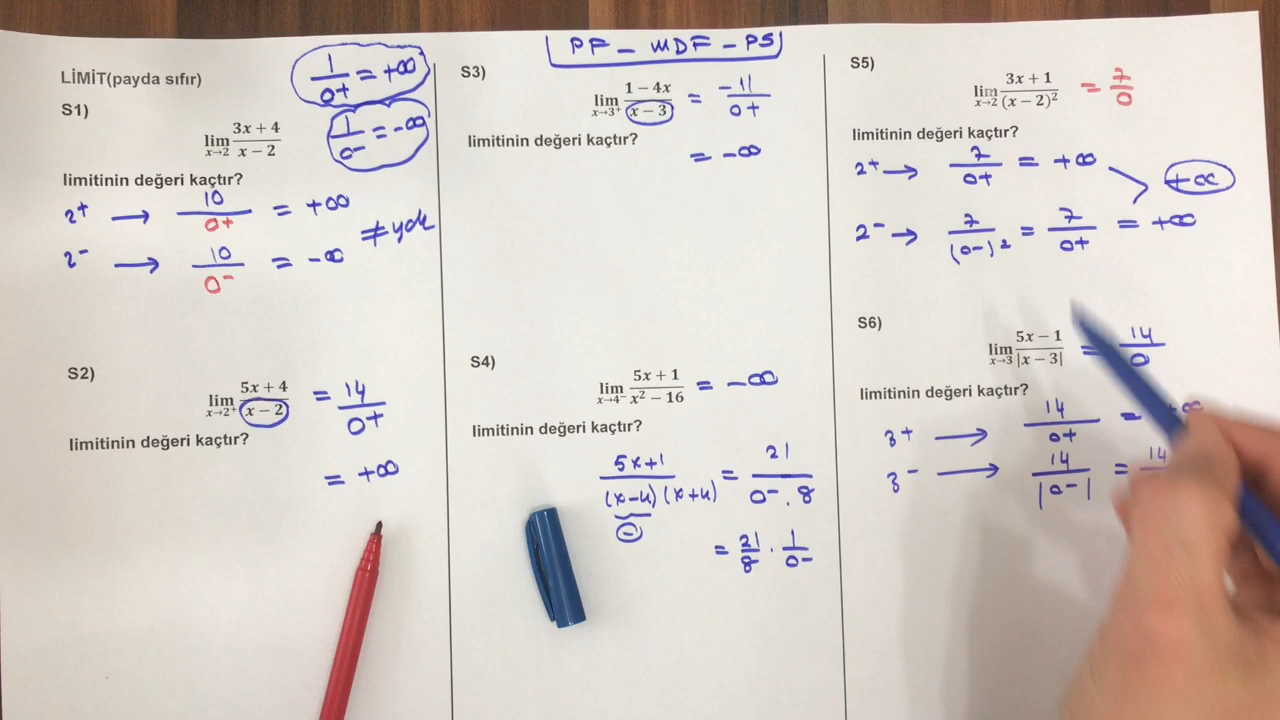 PF - MDF - PS
LİMİT(payda sıfır)
1/0+ = +∞
1/0- = -∞
S1)
lim x→2 3x + 4 / x − 2
limitinin değeri kaçtır?
2+ → 10/0+ = +∞
2- → 10/0- = -∞
≠ yok
S2)
lim x→2+ 5x + 4 / x − 2 = 14/0+
limitinin değeri kaçtır?
= +∞
S3)
lim x→3+ 1 − 4x / x − 3 = -11/0+
limitinin değeri kaçtır?
= -∞
S4)
lim x→4- 5x + 1 / x² − 16 = -∞
limitinin değeri kaçtır?
5x+1 / (x-4)(x+4) = 21 / 0- . 8
-
= 21/8 . 1/0-
S5)
lim x→2 3x + 1 / (x − 2)² = 7/0
limitinin değeri kaçtır?
2+ → 7/0+ = +∞
+∞
2- → 7/(0-)² = 7/0+ = +∞
S6)
lim x→3 5x − 1 / |x − 3| = 14/0
limitinin değeri kaçtır?
3+ → 14/0+ = +∞
3- → 14/|0-| = 14